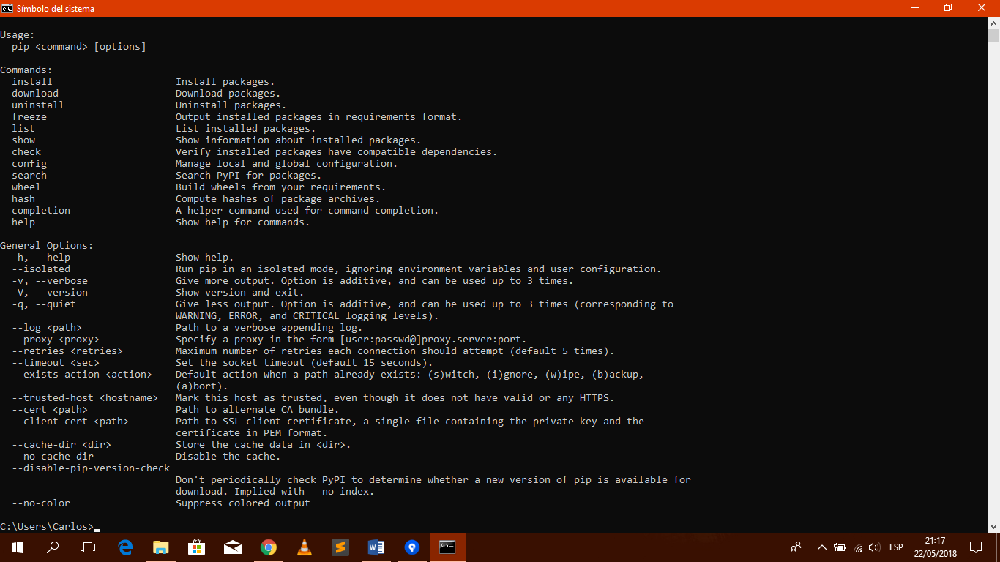 Símbolo del sistema
Usage:
  pip <command> [options]

Commands:
  install                     Install packages.
  download                    Download packages.
  uninstall                   Uninstall packages.
  freeze                      Output installed packages in requirements format.
  list                        List installed packages.
  show                        Show information about installed packages.
  check                       Verify installed packages have compatible dependencies.
  config                      Manage local and global configuration.
  search                      Search PyPI for packages.
  wheel                       Build wheels from your requirements.
  hash                        Compute hashes of package archives.
  completion                  A helper command used for command completion.
  help                        Show help for commands.

General Options:
  -h, --help                  Show help.
  --isolated                  Run pip in an isolated mode, ignoring environment variables and user configuration.
  -v, --verbose               Give more output. Option is additive, and can be used up to 3 times.
  -V, --version               Show version and exit.
  -q, --quiet                 Give less output. Option is additive, and can be used up to 3 times (corresponding to
                              WARNING, ERROR, and CRITICAL logging levels).
  --log <path>                Path to a verbose appending log.
  --proxy <proxy>             Specify a proxy in the form [user:passwd@]proxy.server:port.
  --retries <retries>         Maximum number of retries each connection should attempt (default 5 times).
  --timeout <sec>             Set the socket timeout (default 15 seconds).
  --exists-action <action>    Default action when a path already exists: (s)witch, (i)gnore, (w)ipe, (b)ackup,
                              (a)bort).
  --trusted-host <hostname>   Mark this host as trusted, even though it does not have valid or any HTTPS.
  --cert <path>               Path to alternate CA bundle.
  --client-cert <path>        Path to SSL client certificate, a single file containing the private key and the
                              certificate in PEM format.
  --cache-dir <dir>           Store the cache data in <dir>.
  --no-cache-dir              Disable the cache.
  --disable-pip-version-check
                              Don't periodically check PyPI to determine whether a new version of pip is available for
                              download. Implied with --no-index.
  --no-color                  Suppress colored output

C:\Users\Carlos>
ESP
21:17
22/05/2018